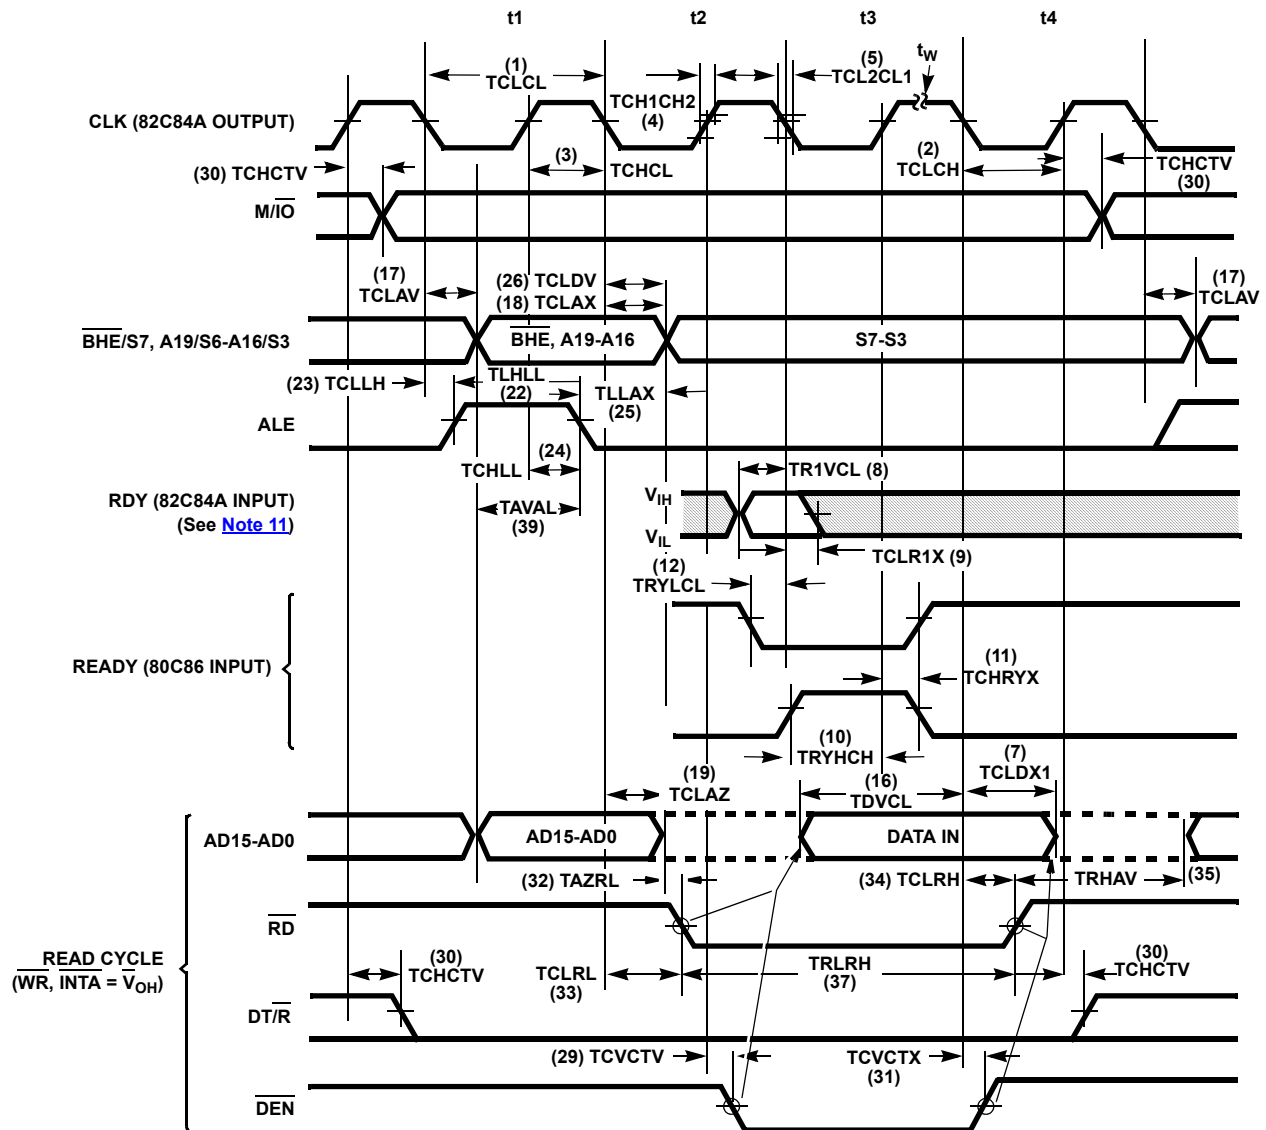 t1 t2 t3 t4
(1)
TCLCL
TCH1CH2
(4)
(5)
TCL2CL1
tW
CLK (82C84A OUTPUT)
(30) TCHCTV
(3)
TCHCL
(2)
TCLCH
TCHCTV
(30)
M/IO
(17)
TCLAV
(26) TCLDV
(18) TCLAX
(17)
TCLAV
BHE/S7, A19/S6-A16/S3
BHE, A19-A16
S7-S3
(23) TCLLH
TLHLL
(22)
TLLAX
(25)
ALE
TCHLL
(24)
TR1VCL (8)
RDY (82C84A INPUT)
(See Note 11)
VIH
VIL
TAVAL
(39)
TCLR1X (9)
(12)
TRYLCL
READY (80C86 INPUT)
(11)
TCHRYX
(10)
TRYHCH
(19)
TCLAZ
(16)
TDVCL
(7)
TCLDX1
AD15-AD0
AD15-AD0
DATA IN
(32) TAZRL
(34) TCLRH
TRHAV
(35)
RD
READ CYCLE
(WR, INTA = VOH)
(30)
TCHCTV
TCLRL
(33)
TRLRH
(37)
(30)
TCHCTV
DT/R
(29) TCVCTV
TCVCTX
(31)
DEN